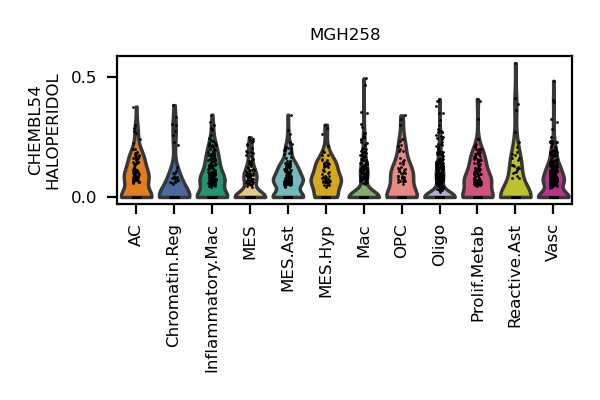 MGH258
CHEMBL54
HALOPERIDOL
0.5
0.0
AC
Chromatin.Reg
Inflammatory.Mac
MES
MES.Ast
MES.Hyp
Mac
OPC
Oligo
Prolif.Metab
Reactive.Ast
Vasc